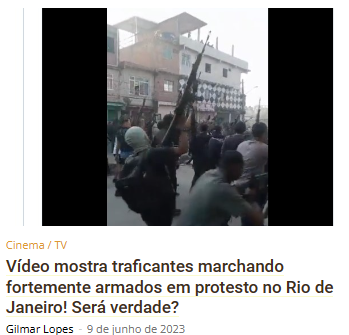 Cinema / TV
Vídeo mostra traficantes marchando
fortemente armados em protesto no Rio de
Janeiro! Será verdade?
Gilmar Lopes - 9 de junho de 2023